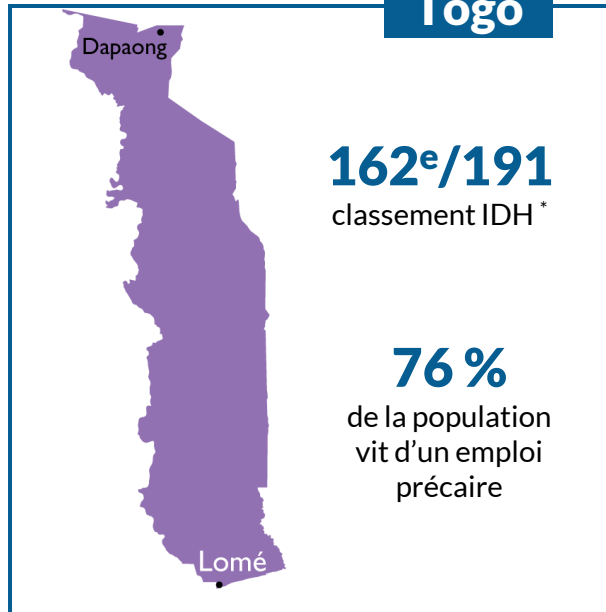 Togo
Dapaong
162ᵉ/191
classement IDH *
76 %
de la population
vit d’un emploi
précaire
Lomé